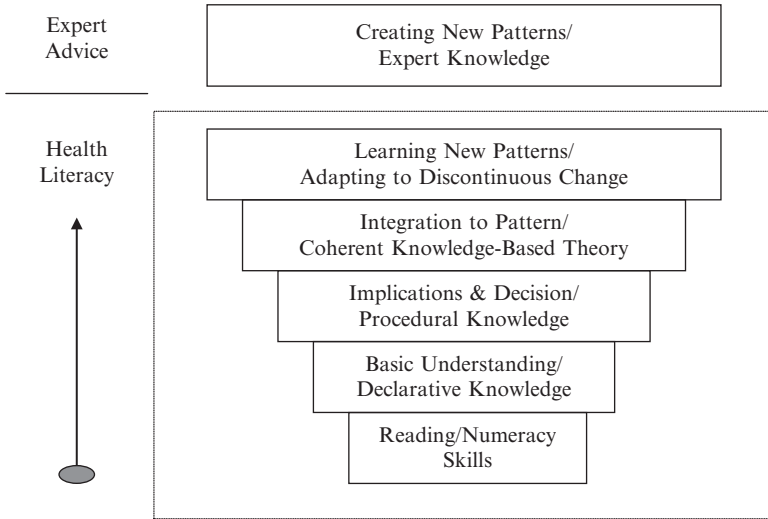 Expert
Advice
Creating New Patterns/
Expert Knowledge
Health
Literacy
Learning New Patterns/
Adapting to Discontinuous Change
Integration to Pattern/
Coherent Knowledge-Based Theory
Implications & Decision/
Procedural Knowledge
Basic Understanding/
Declarative Knowledge
Reading/Numeracy
Skills